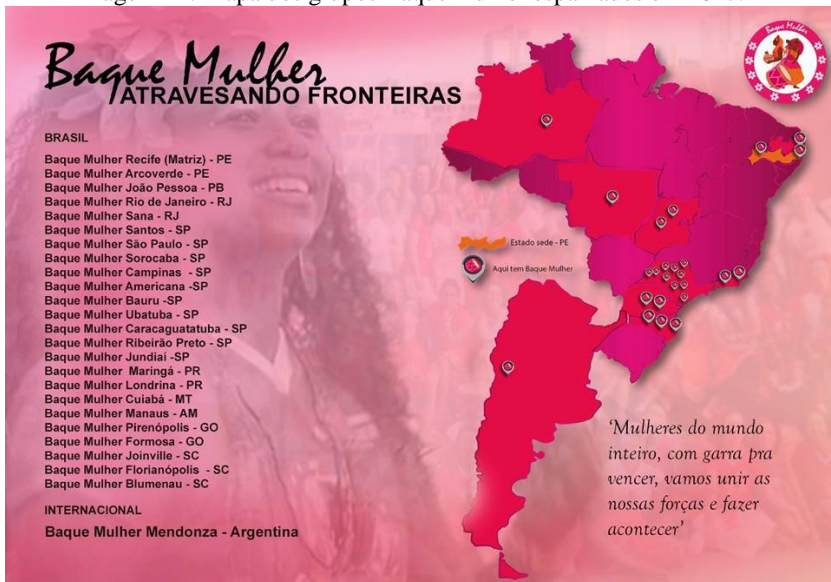 Baque Mulher
ATRAVESANDO FRONTEIRAS
BRASIL
Baque Mulher Recife (Matriz) - PE
Baque Mulher Arcoverde - PE
Baque Mulher João Pessoa - PB
Baque Mulher Rio de Janeiro - RJ
Baque Mulher Sana - RJ
Baque Mulher Santos - SP
Baque Mulher São Paulo - SP
Baque Mulher Sorocaba - SP
Baque Mulher Campinas - SP
Baque Mulher Americana -SP
Baque Mulher Bauru -SP
Baque Mulher Ubatuba - SP
Baque Mulher Caracaguatatuba - SP
Baque Mulher Ribeirão Preto - SP
Baque Mulher Jundiai -SP
Baque Mulher Maringá - PR
Baque Mulher Londrina - PR
Baque Mulher Cuiabá - MT
Baque Mulher Manaus - AM
Baque Mulher Pirenópolis - GO
Baque Mulher Formosa - GO
Baque Mulher Joinville - SC
Baque Mulher Florianópolis - SC
Baque Mulher Blumenau - SC
INTERNACIONAL
Baque Mulher Mendonza - Argentina
Baque Mulher
Estado sede - PE
Aqui tem Baque Mulher
'Mulheres do mundo
inteiro, com garra pra
vencer, vamos unir as
nossas forças e fazer
acontecer'